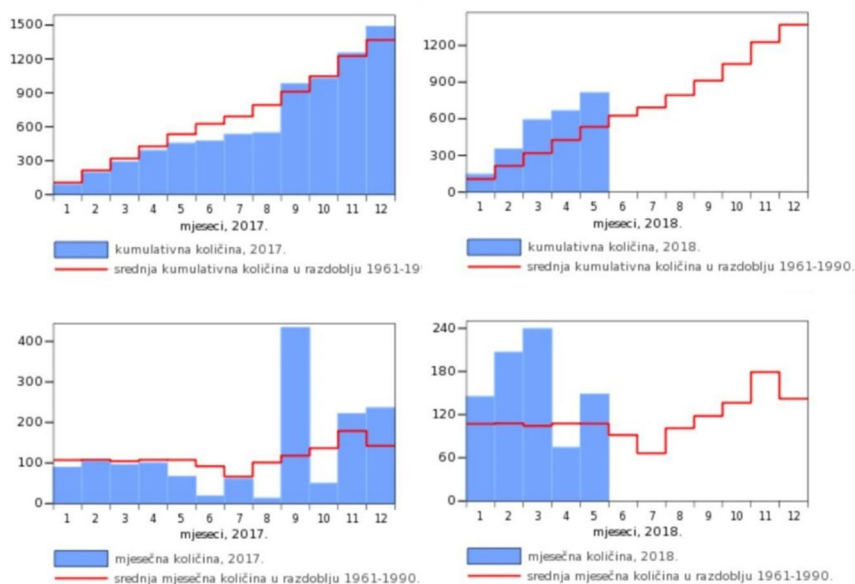 1500
1200
900
600
300
0
1 2 3 4 5 6 7 8 9 10 11 12
mjeseci, 2017.
kumulativna količina, 2017.
srednja kumulativna količina u razdoblju 1961-19
1200
900
600
300
0
1 2 3 4 5 6 7 8 9 10 11 12
mjeseci, 2018.
kumulativna količina, 2018.
srednja kumulativna količina u razdoblju 1961-1990.
400
300
200
100
0
1 2 3 4 5 6 7 8 9 10 11 12
mjeseci, 2017.
mjesečna količina, 2017.
srednja mjesečna količina u razdoblju 1961-1990.
240
180
120
60
0
1 2 3 4 5 6 7 8 9 10 11 12
mjeseci, 2018.
mjesečna količina, 2018.
srednja mjesečna količina u razdoblju 1961-1990.